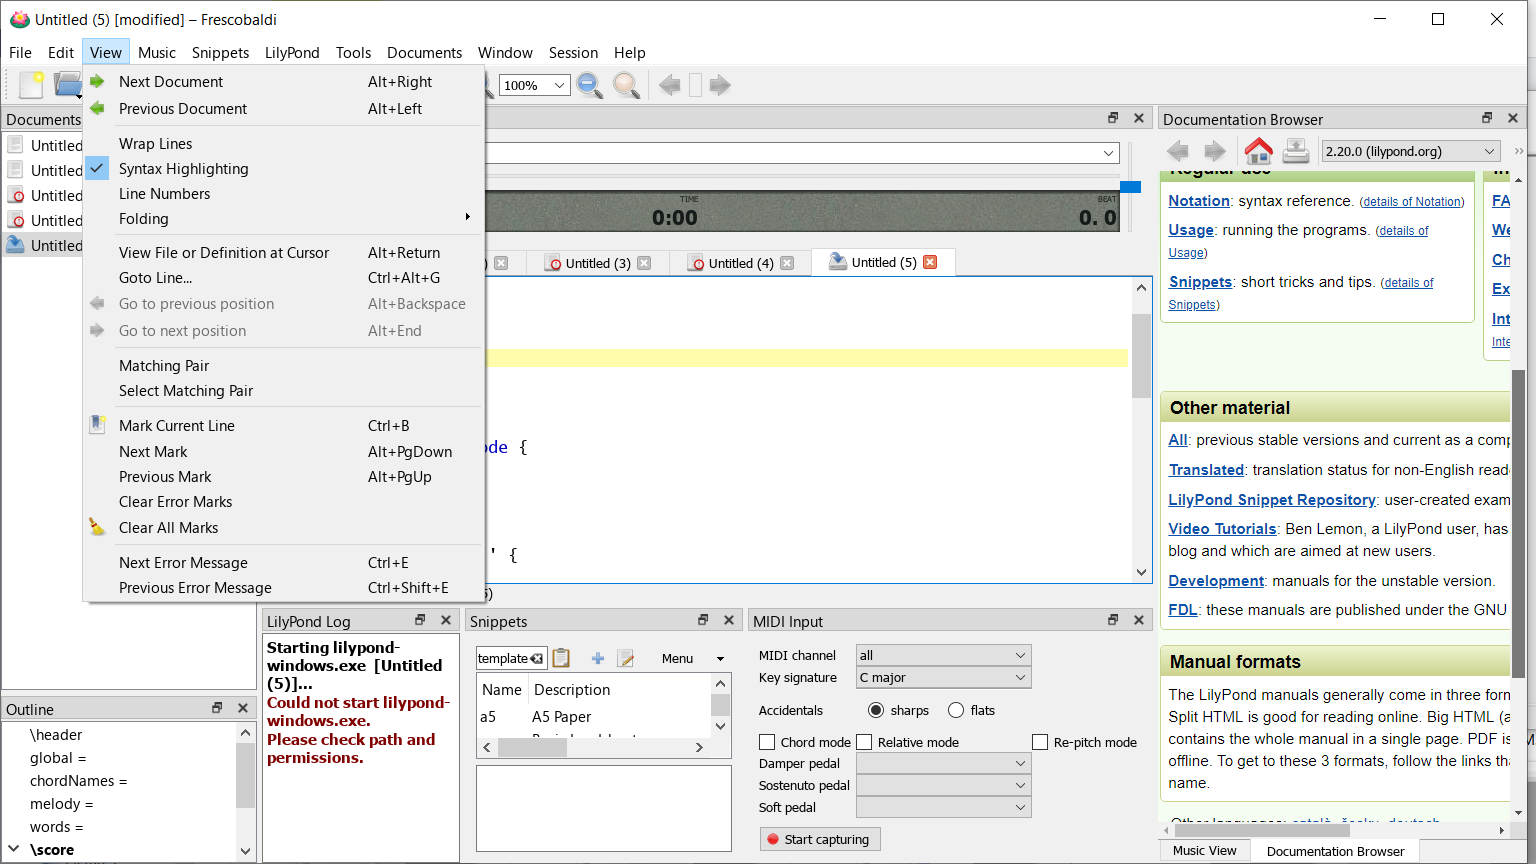 Untitled (5) [modified] – Frescobaldi
File Edit View Music Snippets LilyPond Tools Documents Window Session Help
Next Document Alt+Right
Previous Document Alt+Left
Wrap Lines
Syntax Highlighting
Line Numbers
Folding
View File or Definition at Cursor Alt+Return
Goto Line... Ctrl+Alt+G
Go to previous position Alt+Backspace
Go to next position Alt+End
Matching Pair
Select Matching Pair
Mark Current Line Ctrl+B
Next Mark Alt+PgDown
Previous Mark Alt+PgUp
Clear Error Marks
Clear All Marks
Next Error Message Ctrl+E
Previous Error Message Ctrl+Shift+E
100%
Documents
Untitled
Untitled
Untitled
Untitled
Untitled
TIME BEAT
0:00 0. 0
) Untitled (3) Untitled (4) Untitled (5)
ode {
' {
5)
Outline
\header
global =
chordNames =
melody =
words =
\score
LilyPond Log
Starting lilypond-
windows.exe [Untitled
(5)]...
Could not start lilypond-
windows.exe.
Please check path and
permissions.
Snippets
template Menu
Name Description
a5 A5 Paper
MIDI Input
MIDI channel all
Key signature C major
Accidentals sharps flats
Chord mode Relative mode Re-pitch mode
Damper pedal
Sostenuto pedal
Soft pedal
Start capturing
Documentation Browser
2.20.0 (lilypond.org)
Regular use In
Notation: syntax reference. (details of Notation)
Usage: running the programs. (details of
Usage)
Snippets: short tricks and tips. (details of
Snippets)
FA
We
Ch
Ex
Int
Inte
Other material
All: previous stable versions and current as a comp
Translated: translation status for non-English read
LilyPond Snippet Repository: user-created exam
Video Tutorials: Ben Lemon, a LilyPond user, has
blog and which are aimed at new users.
Development: manuals for the unstable version.
FDL: these manuals are published under the GNU
Manual formats
The LilyPond manuals generally come in three form
Split HTML is good for reading online. Big HTML (a
contains the whole manual in a single page. PDF is
offline. To get to these 3 formats, follow the links tha
name.
Other languages: català, česky, deutsch
Music View Documentation Browser